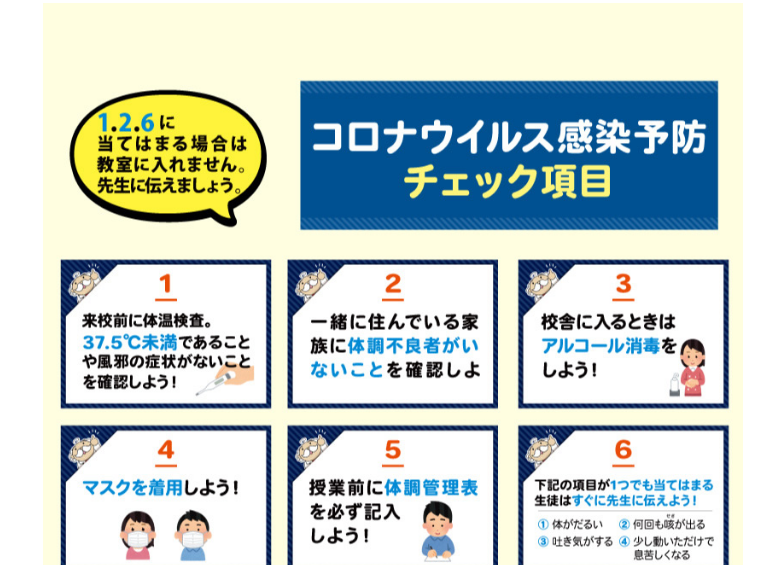 1.2.6に
当てはまる場合は
教室に入れません。
先生に伝えましょう。
コロナウイルス感染予防
チェック項目
1
来校前に体温検査。
37.5℃未満であること
や風邪の症状がないこと
を確認しよう!
2
一緒に住んでいる家
族に体調不良者がい
ないことを確認しよ
3
校舎に入るときは
アルコール消毒を
しよう!
4
マスクを着用しよう!
5
授業前に体調管理表
を必ず記入
しよう!
6
下記の項目が1つでも当てはまる
生徒はすぐに先生に伝えよう!
① 体がだるい ② 何回も咳が出る
③ 吐き気がする ④ 少し動いただけで
息苦しくなる